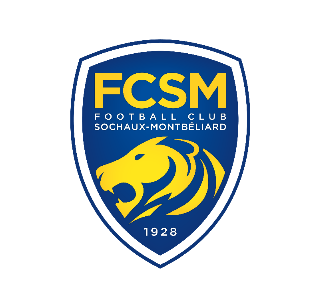 FCSM
FOOTBALL CLUB
SOCHAUX-MONTBÉLIARD
1928